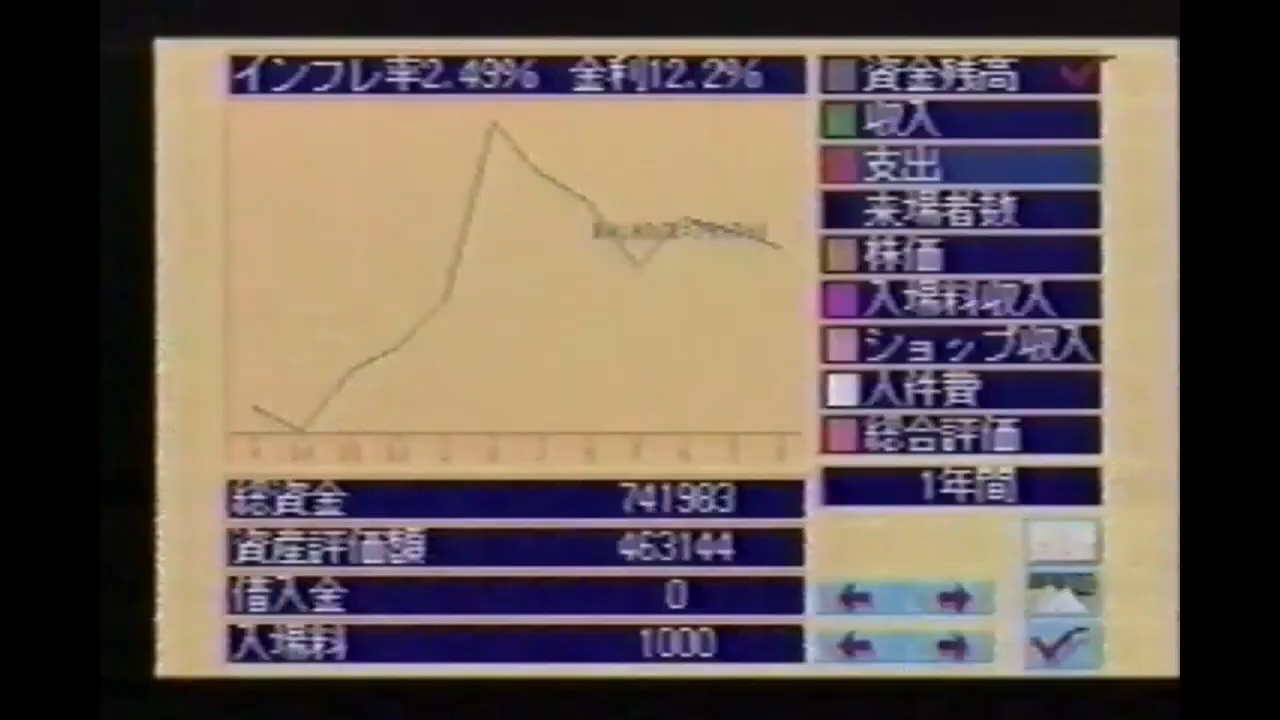 インフレ率2.49% 金利12.2%
資金残高
収入
支出
来場者数
株価
入場料収入
ショップ収入
人件費
総合評価
1年間
総資金 741983
資産評価額 463144
借入金 0
入場料 1000